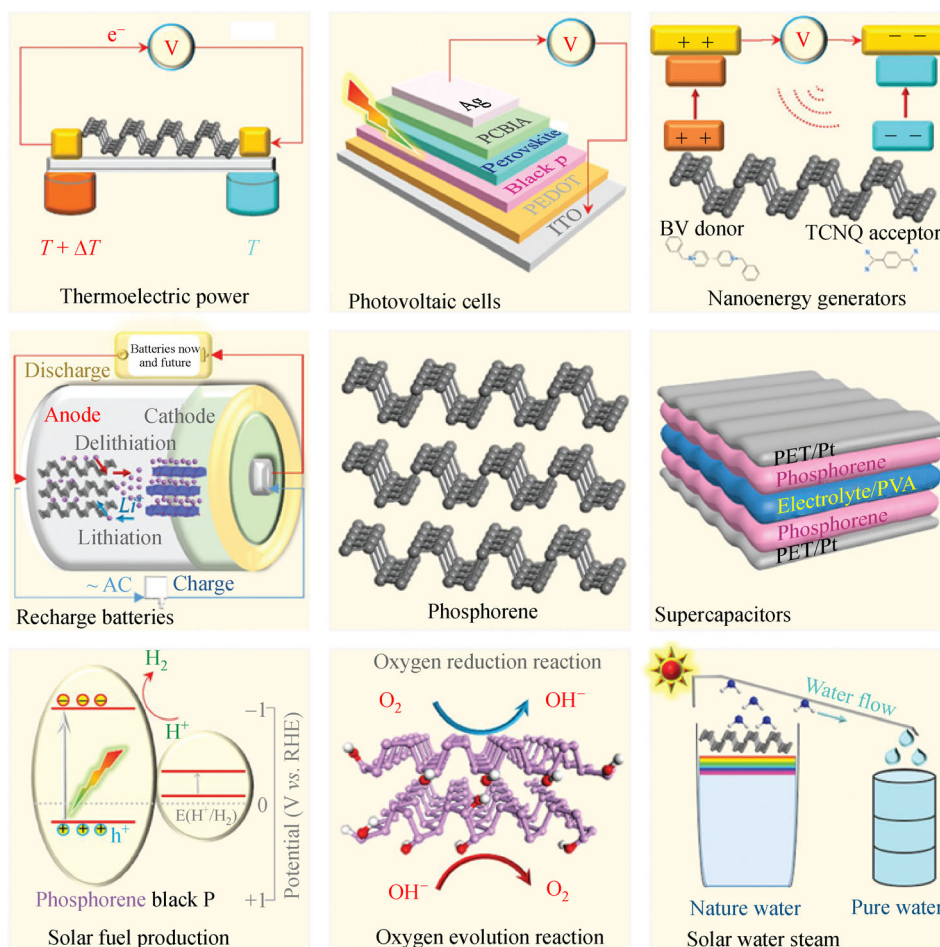 e⁻
V
T + ΔT
T
Thermoelectric power
V
Ag
PCBIA
Perovskite
Black p
PEDOT
ITO
Photovoltaic cells
+ +
V
− −
+ +
− −
BV donor
TCNQ acceptor
Nanoenergy generators
Batteries now
and future
Discharge
Anode
Cathode
Delithiation
Li⁺
Lithiation
~ AC
Charge
Recharge batteries
Phosphorene
PET/Pt
Phosphorene
Electrolyte/PVA
Phosphorene
PET/Pt
Supercapacitors
H₂
H⁺
−1
E(H⁺/H₂)
0
h⁺
+1
Potential (V vs. RHE)
Phosphorene black P
Solar fuel production
Oxygen reduction reaction
O₂
OH⁻
OH⁻
O₂
Oxygen evolution reaction
Water flow
Nature water
Pure water
Solar water steam